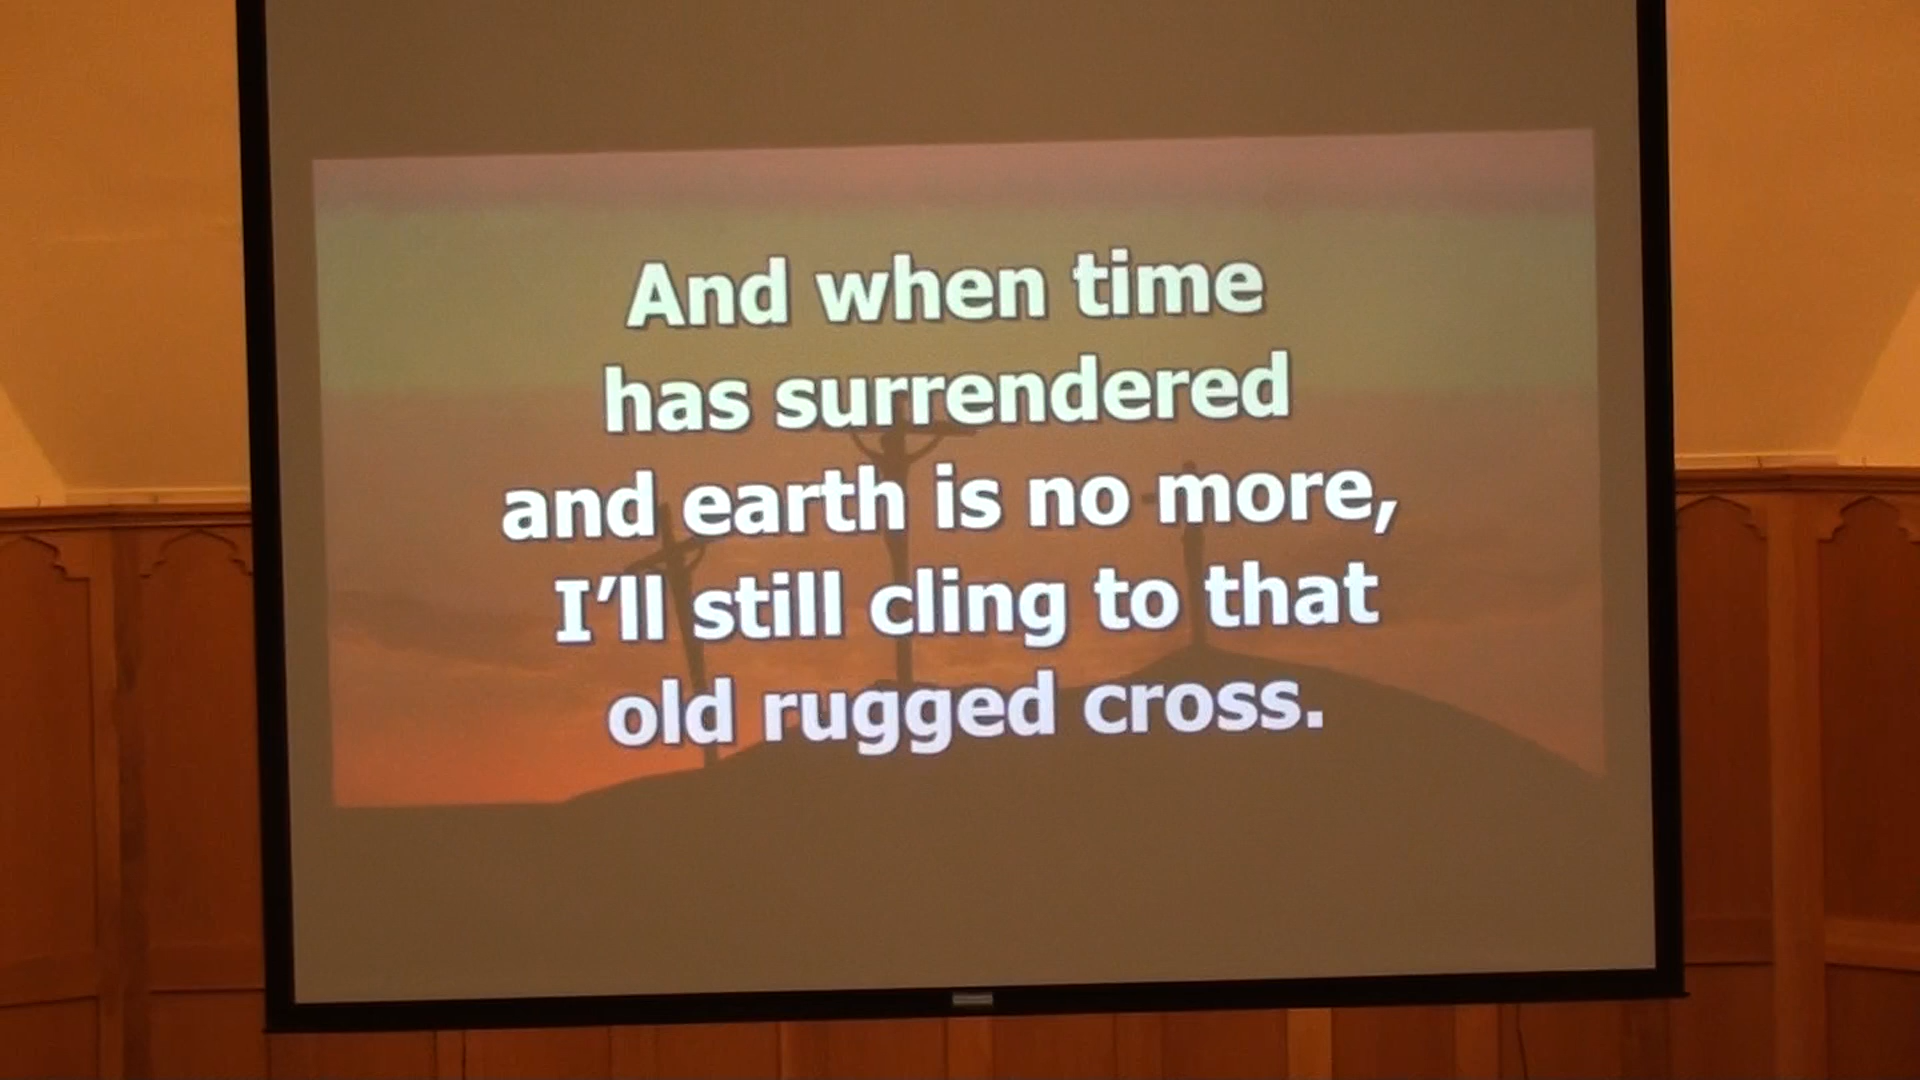 And when time
has surrendered
and earth is no more,
I’ll still cling to that
old rugged cross.